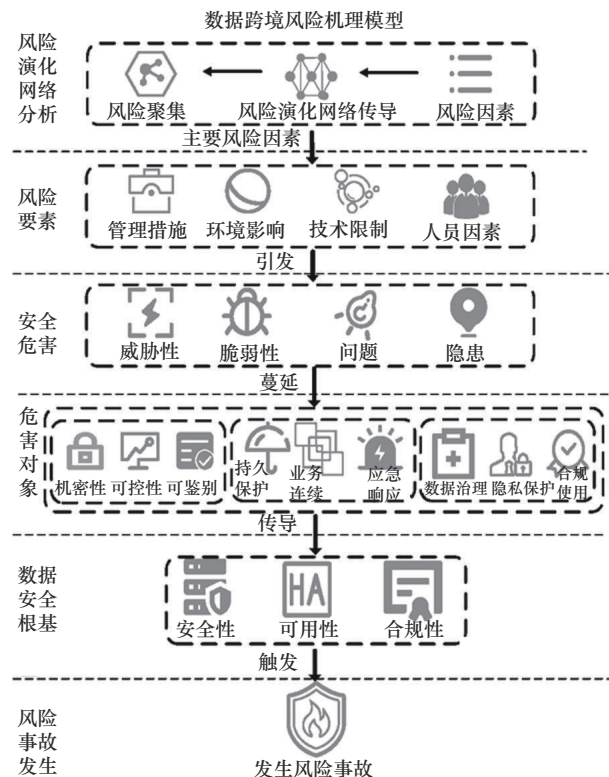 数据跨境风险机理模型
风险
演化
网络
分析
风险聚集
风险演化网络传导
风险因素
主要风险因素
风险
要素
管理措施
环境影响
技术限制
人员因素
引发
安全
危害
威胁性
脆弱性
问题
隐患
蔓延
危
害
对
象
机密性
可控性
可鉴别
持久
保护
业务
连续
应急
响应
数据治理
隐私保护
合规
使用
传导
数据
安全
根基
HA
安全性
可用性
合规性
触发
风险
事故
发生
发生风险事故